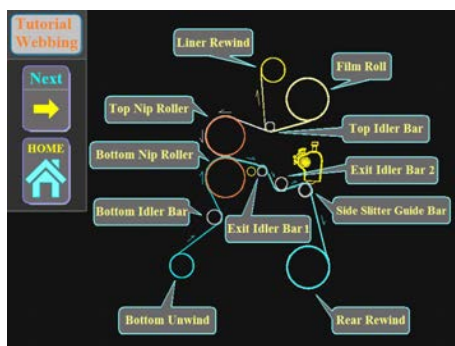 Tutorial
Webbing
Next
HOME
Liner Rewind
Film Roll
Top Nip Roller
Top Idler Bar
Bottom Nip Roller
Exit Idler Bar 2
Bottom Idler Bar
Exit Idler Bar 1
Side Slitter Guide Bar
Bottom Unwind
Rear Rewind